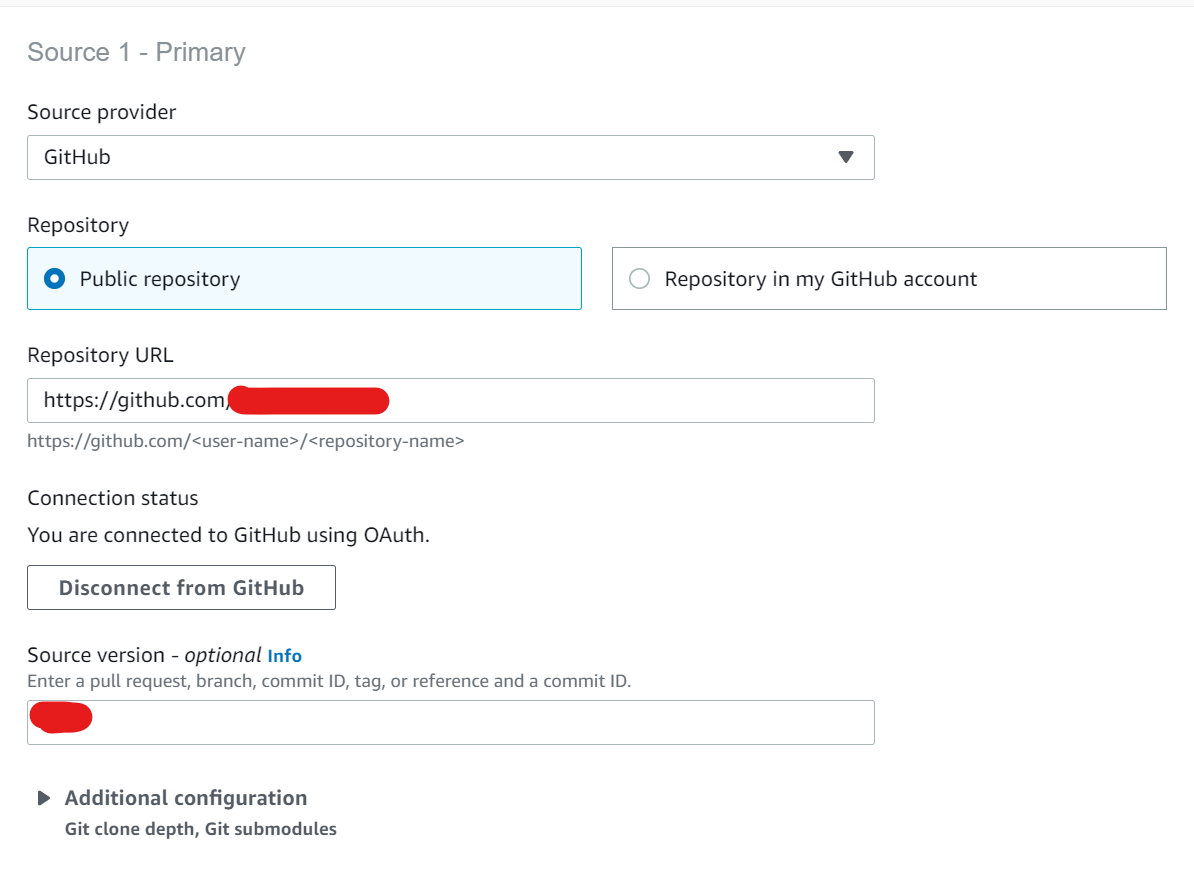 Source 1 - Primary
Source provider
GitHub
Repository
Public repository
Repository in my GitHub account
Repository URL
https://github.com/
https://github.com/<user-name>/<repository-name>
Connection status
You are connected to GitHub using OAuth.
Disconnect from GitHub
Source version - optional Info
Enter a pull request, branch, commit ID, tag, or reference and a commit ID.
Additional configuration
Git clone depth, Git submodules